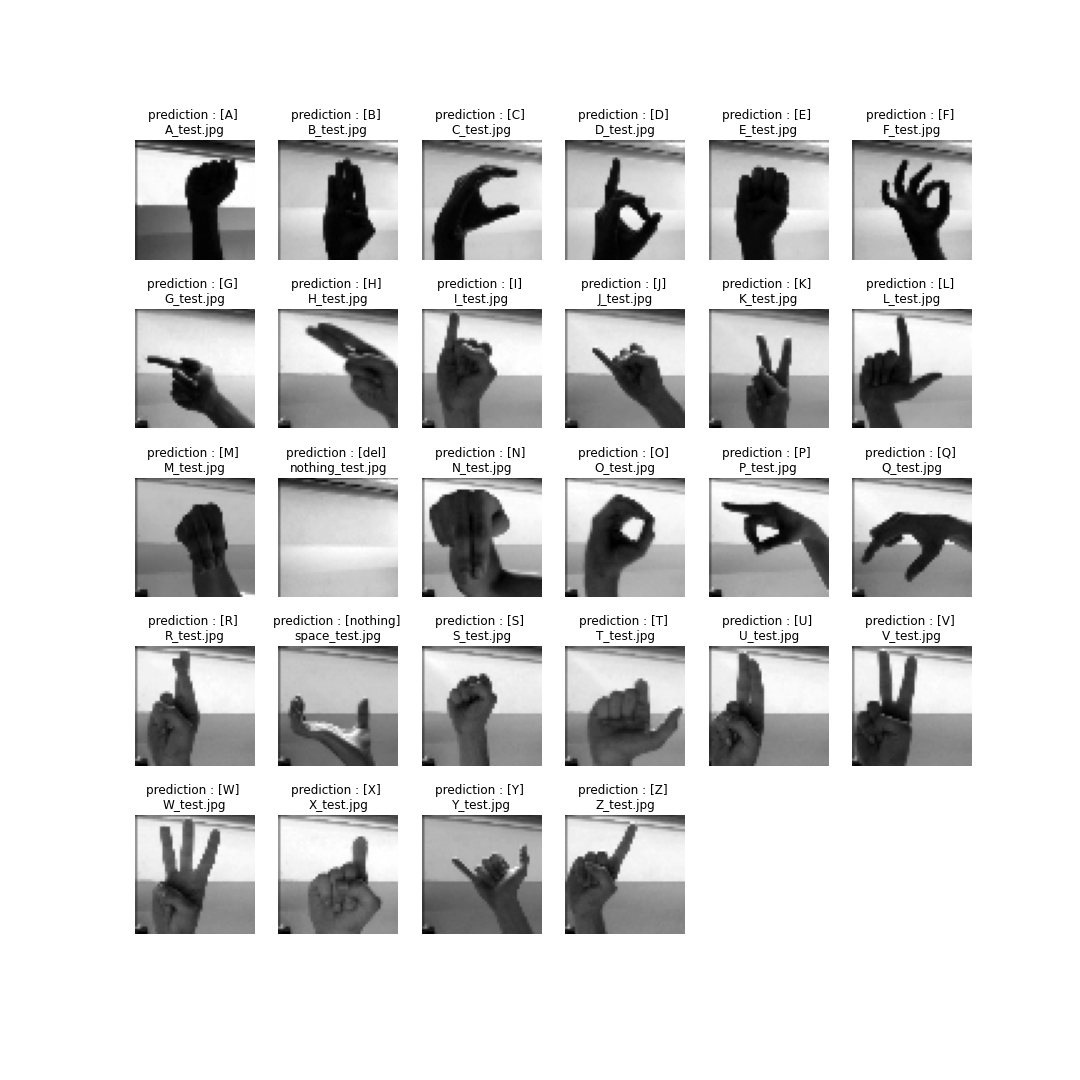 prediction : [A]
A_test.jpg
prediction : [B]
B_test.jpg
prediction : [C]
C_test.jpg
prediction : [D]
D_test.jpg
prediction : [E]
E_test.jpg
prediction : [F]
F_test.jpg
prediction : [G]
G_test.jpg
prediction : [H]
H_test.jpg
prediction : [I]
I_test.jpg
prediction : [J]
J_test.jpg
prediction : [K]
K_test.jpg
prediction : [L]
L_test.jpg
prediction : [M]
M_test.jpg
prediction : [del]
nothing_test.jpg
prediction : [N]
N_test.jpg
prediction : [O]
O_test.jpg
prediction : [P]
P_test.jpg
prediction : [Q]
Q_test.jpg
prediction : [R]
R_test.jpg
prediction : [nothing]
space_test.jpg
prediction : [S]
S_test.jpg
prediction : [T]
T_test.jpg
prediction : [U]
U_test.jpg
prediction : [V]
V_test.jpg
prediction : [W]
W_test.jpg
prediction : [X]
X_test.jpg
prediction : [Y]
Y_test.jpg
prediction : [Z]
Z_test.jpg